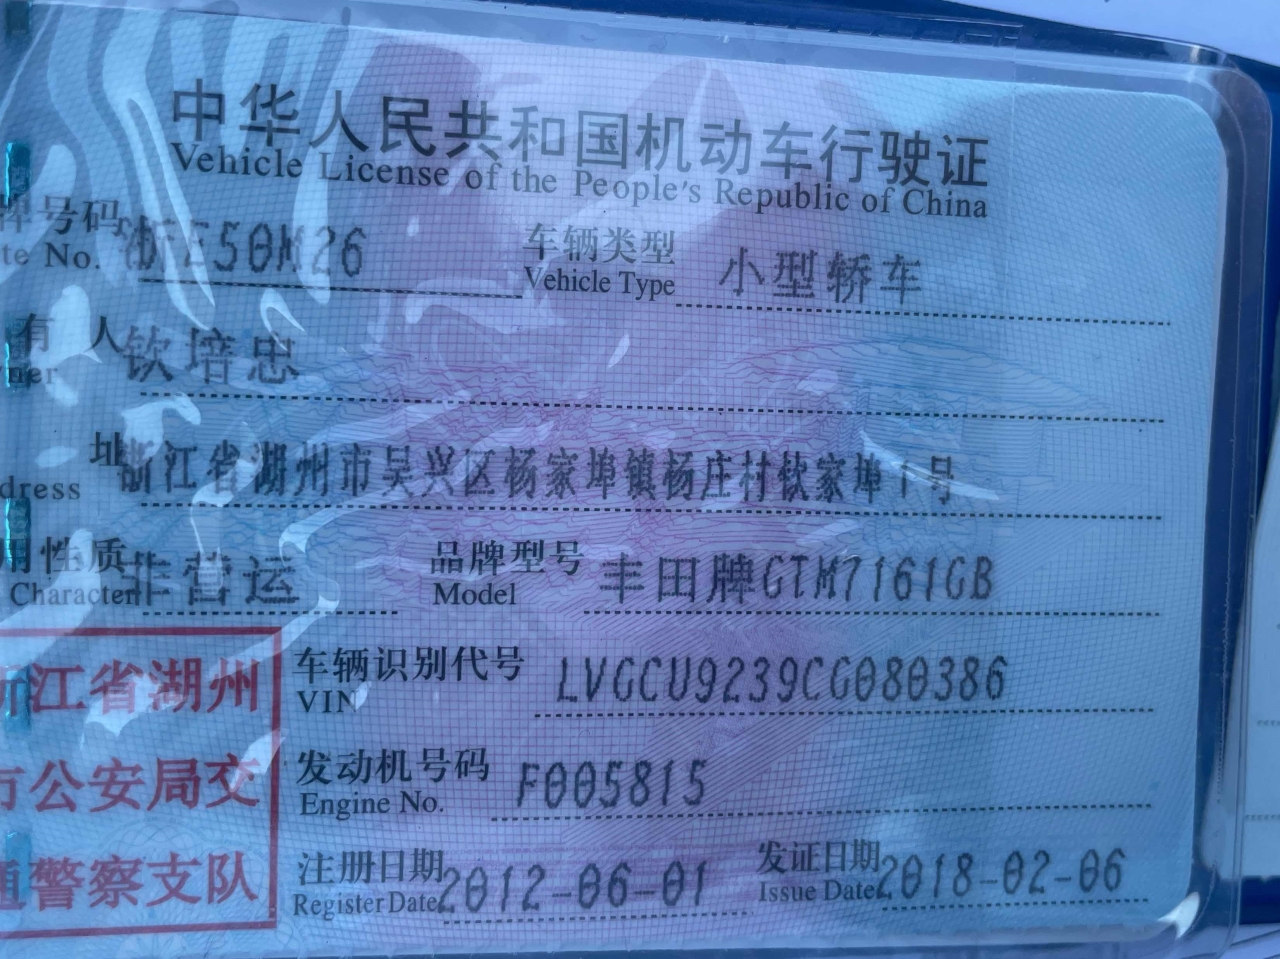 中华人民共和国机动车行驶证
Vehicle License of the People's Republic of China
牌号码 浙E50M26 车辆类型 小型轿车
te No. Vehicle Type
有 人 钦培忠
ner
址 浙江省湖州市吴兴区杨家埠镇杨庄村钦家埠1号
dress
用性质 非营运 品牌型号 丰田牌GTM7161GB
Character Model
浙江省湖州 车辆识别代号 LVGCU9239CG080386
VIN
市公安局交 发动机号码 F005815
Engine No.
通警察支队 注册日期 2012-06-01 发证日期 2018-02-06
Register Date Issue Date